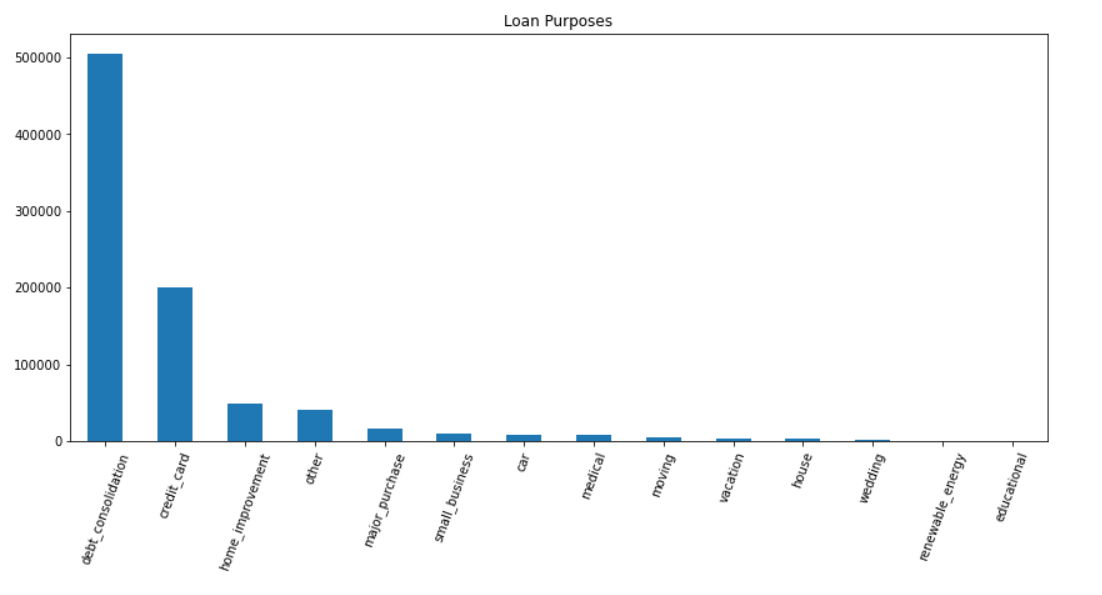 Loan Purposes
500000
400000
300000
200000
100000
0
debt_consolidation
credit_card
home_improvement
other
major_purchase
small_business
car
medical
moving
vacation
house
wedding
renewable_energy
educational